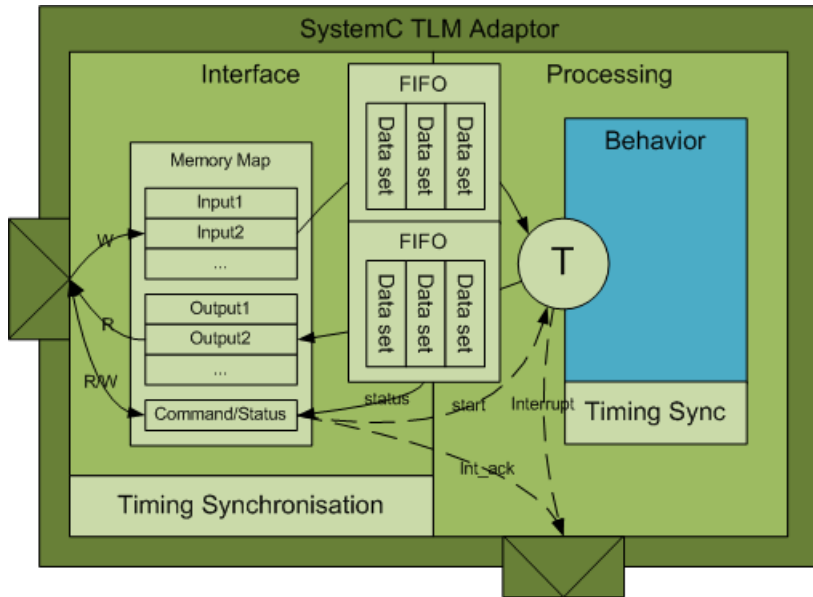 SystemC TLM Adaptor
Interface
Processing
FIFO
Data set
Data set
Data set
Behavior
Memory Map
Input1
Input2
...
W
FIFO
Data set
Data set
Data set
T
Output1
Output2
...
R
R/W
Command/Status
status
start
Interrupt
Timing Sync
Int_ack
Timing Synchronisation